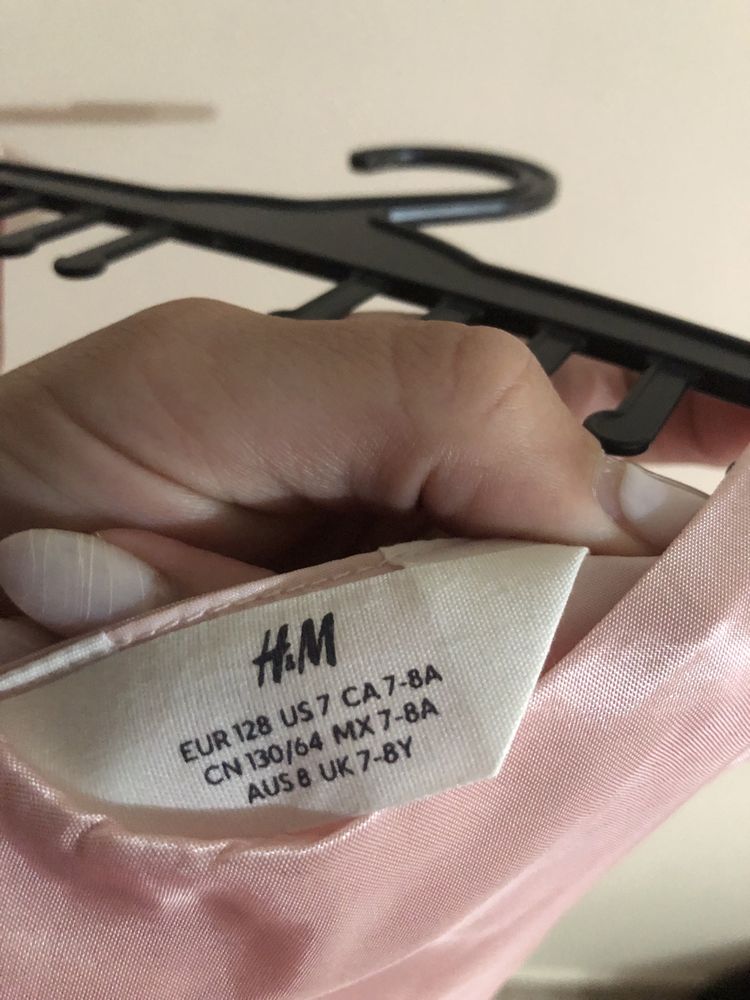 H&M
EUR 128 US 7 CA 7-8A
CN 130/64 MX 7-8A
AUS 8 UK 7-8Y